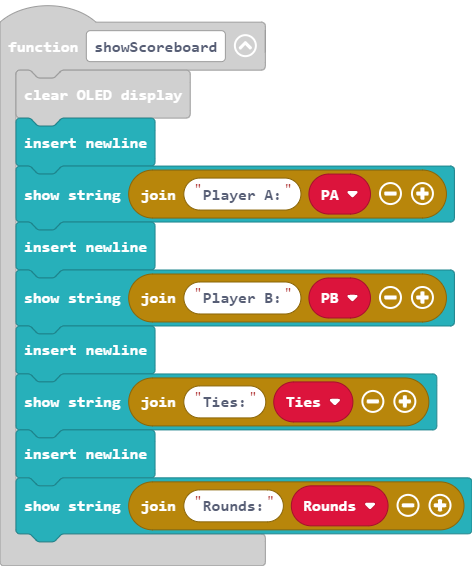 function showScoreboard
clear OLED display
insert newline
show string join "Player A:" PA
insert newline
show string join "Player B:" PB
insert newline
show string join "Ties:" Ties
insert newline
show string join "Rounds:" Rounds